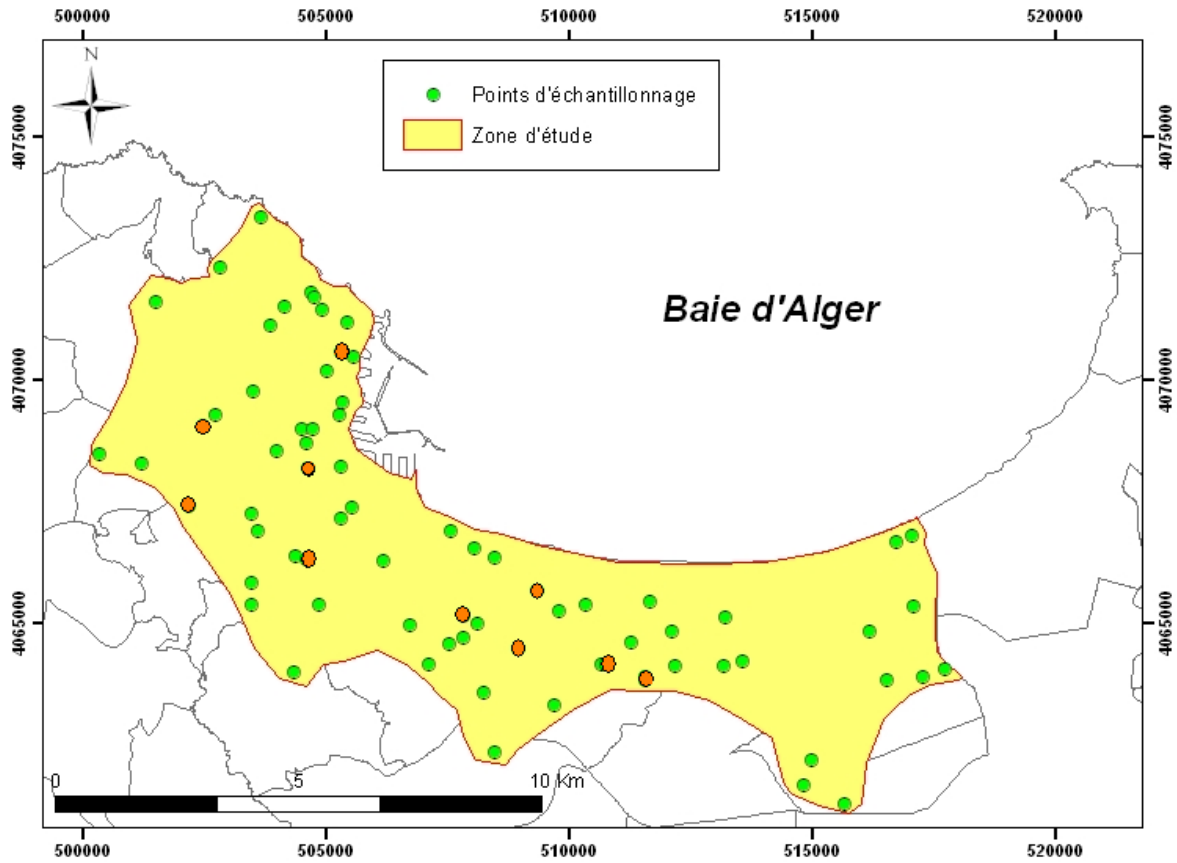 500000 505000 510000 515000 520000
N
Points d'échantillonnage
Zone d'étude
4075000 4075000
Baie d'Alger
4070000 4070000
4065000 4065000
0 5 10 Km
500000 505000 510000 515000 520000